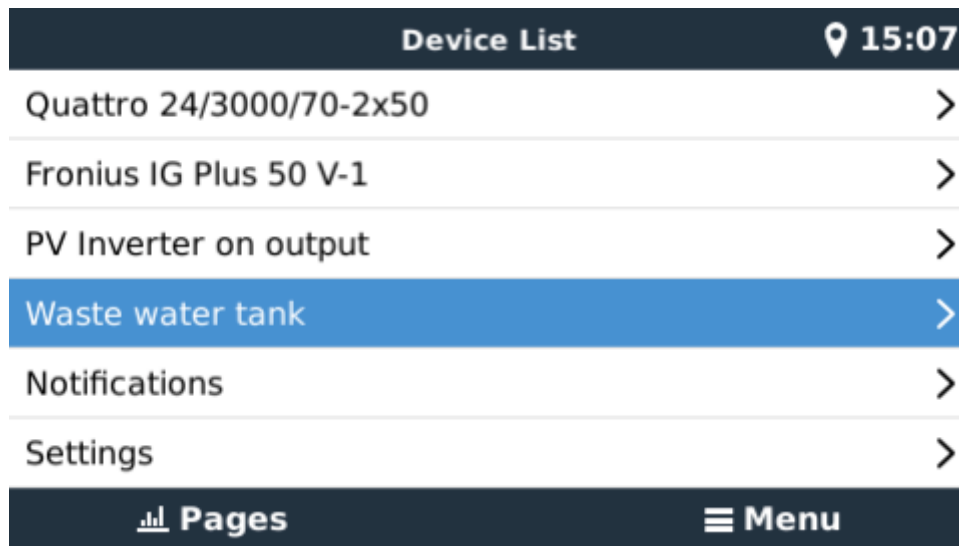 Device List 15:07
Quattro 24/3000/70-2x50
Fronius IG Plus 50 V-1
PV Inverter on output
Waste water tank
Notifications
Settings
Pages Menu